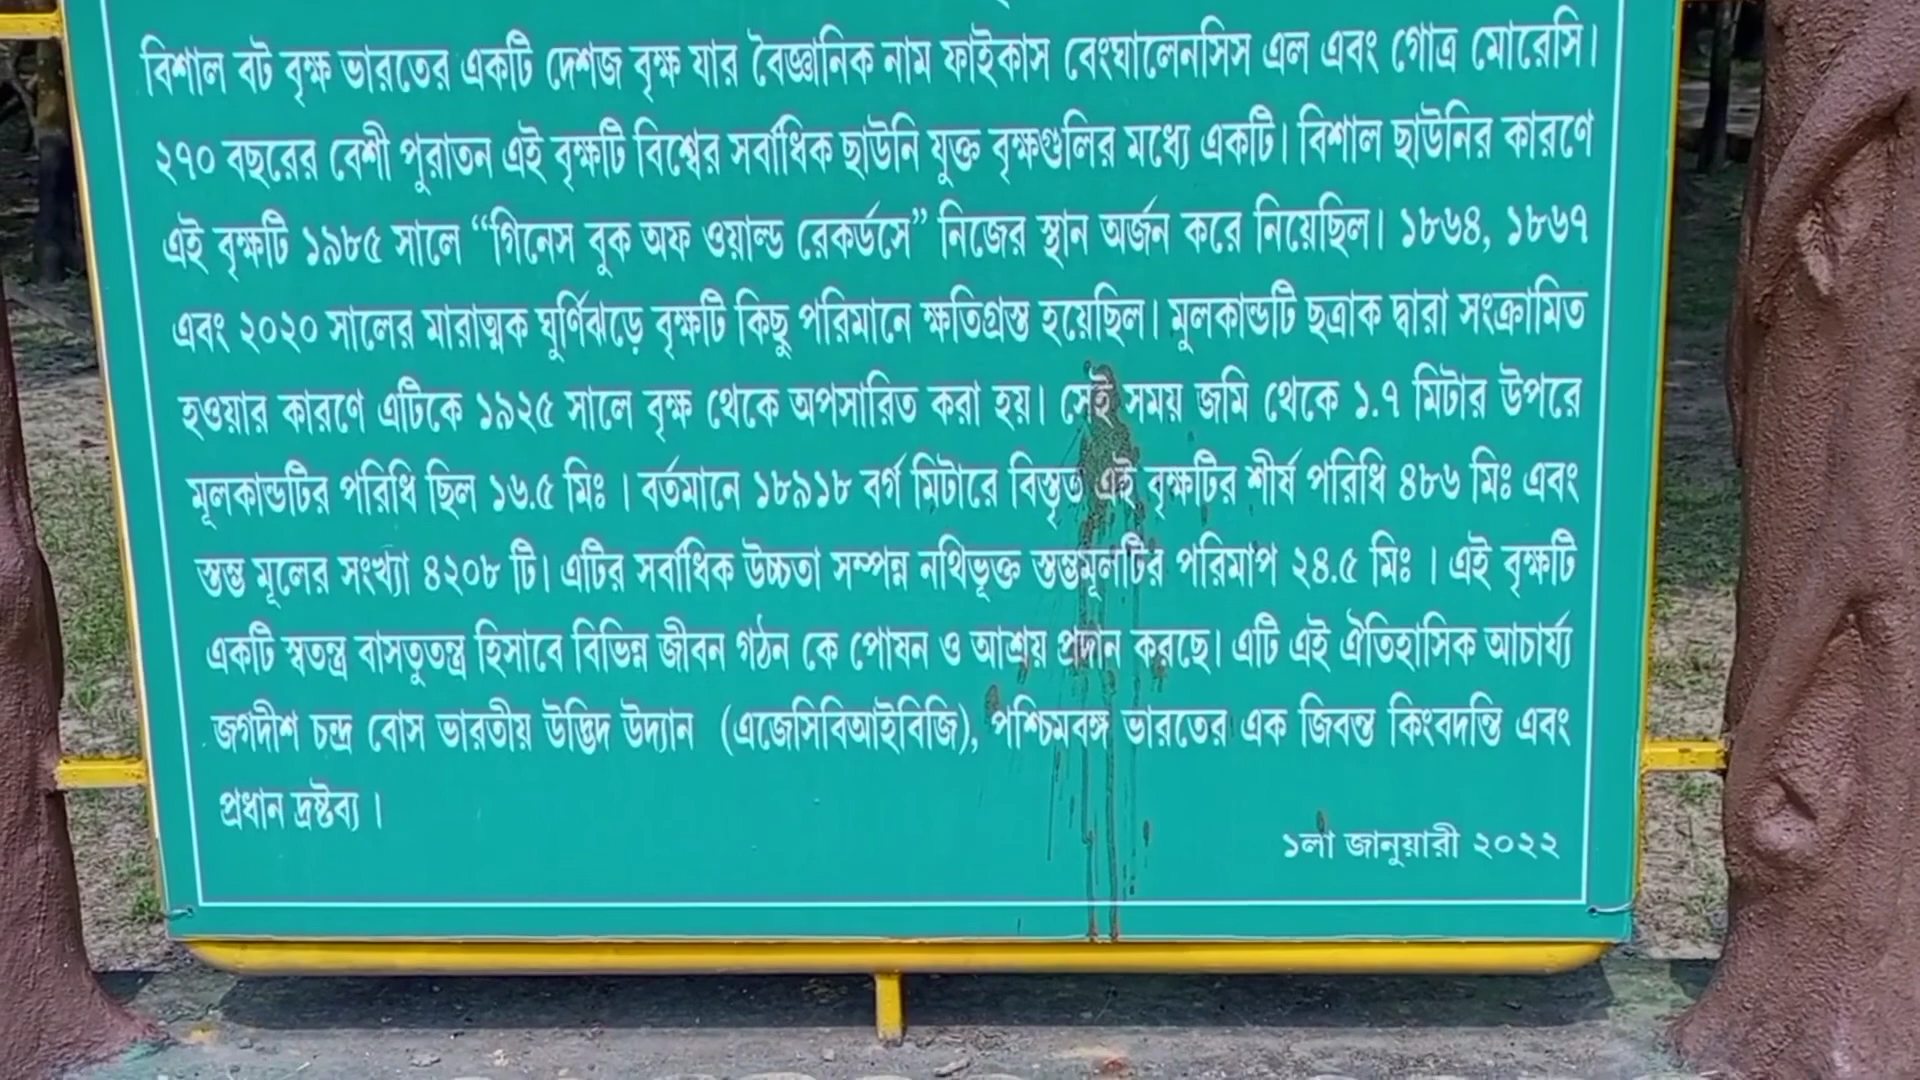 বিশাল বট বৃক্ষ ভারতের একটি দেশজ বৃক্ষ যার বৈজ্ঞানিক নাম ফাইকাস বেংঘালেনসিস এল এবং গোত্র মোরেসি।
২৭০ বছরের বেশী পুরাতন এই বৃক্ষটি বিশ্বের সর্বাধিক ছাউনি যুক্ত বৃক্ষগুলির মধ্যে একটি। বিশাল ছাউনির কারণে
এই বৃক্ষটি ১৯৮৫ সালে “গিনেস বুক অফ ওয়াল্ড রেকর্ডসে” নিজের স্থান অর্জন করে নিয়েছিল। ১৮৬৪, ১৮৬৭
এবং ২০২০ সালের মারাত্মক ঘুর্ণিঝড়ে বৃক্ষটি কিছু পরিমানে ক্ষতিগ্রস্ত হয়েছিল। মুলকান্ডটি ছত্রাক দ্বারা সংক্রামিত
হওয়ার কারণে এটিকে ১৯২৫ সালে বৃক্ষ থেকে অপসারিত করা হয়। সেই সময় জমি থেকে ১.৭ মিটার উপরে
মূলকান্ডটির পরিধি ছিল ১৬.৫ মিঃ । বর্তমানে ১৮৯১৮ বর্গ মিটারে বিস্তৃত এই বৃক্ষটির শীর্ষ পরিধি ৪৮৬ মিঃ এবং
স্তম্ভ মূলের সংখ্যা ৪২০৮ টি। এটির সর্বাধিক উচ্চতা সম্পন্ন নথিভূক্ত স্তম্ভমূলটির পরিমাপ ২৪.৫ মিঃ । এই বৃক্ষটি
একটি স্বতন্ত্র বাসতুতন্ত্র হিসাবে বিভিন্ন জীবন গঠন কে পোষন ও আশ্রয় প্রদান করছে। এটি এই ঐতিহাসিক আচার্য্য
জগদীশ চন্দ্র বোস ভারতীয় উদ্ভিদ উদ্যান (এজেসিবিআইবিজি), পশ্চিমবঙ্গ ভারতের এক জিবন্ত কিংবদন্তি এবং
প্রধান দ্রষ্টব্য ।
১লা জানুয়ারী ২০২২